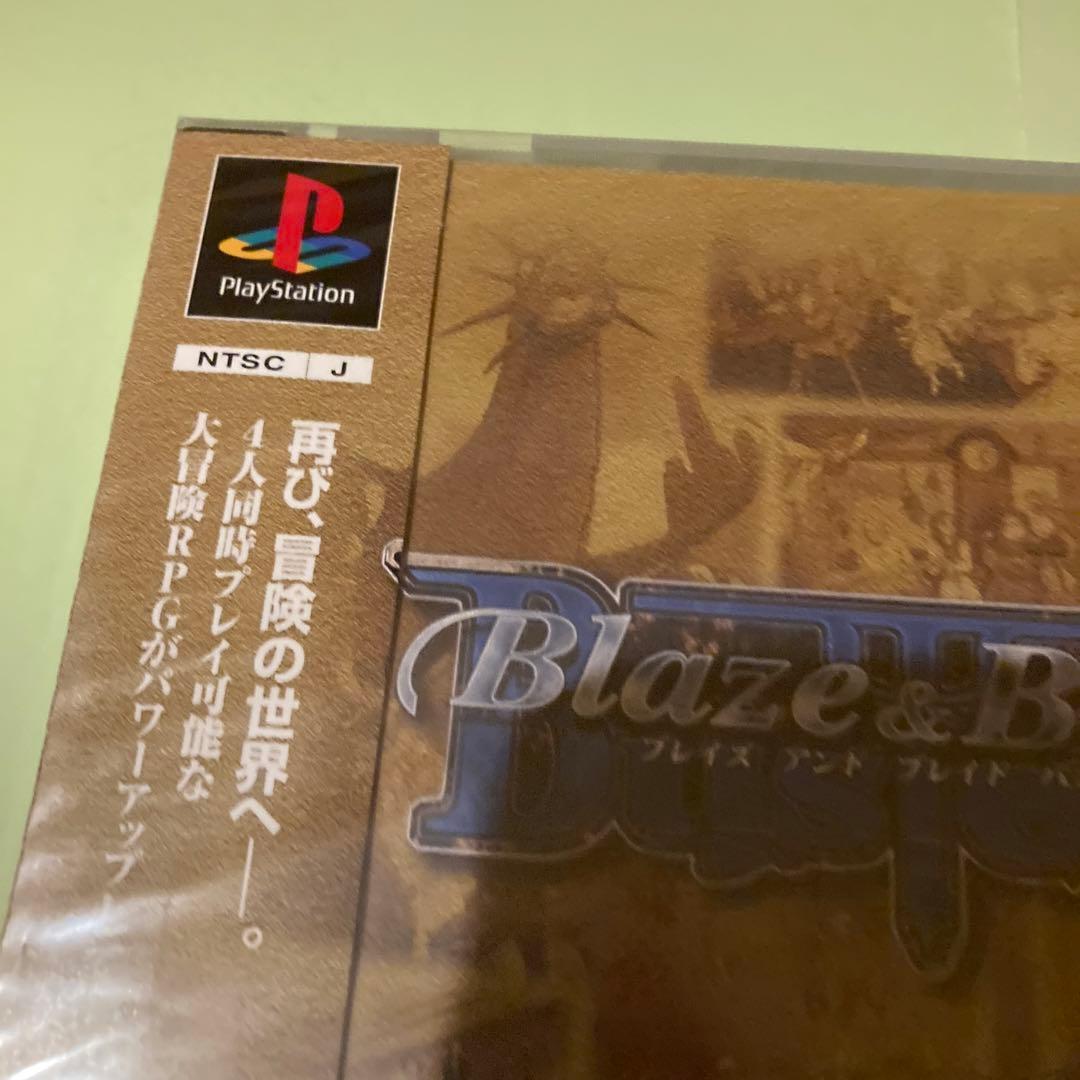 PlayStation
NTSC J
再び、冒険の世界へ――。
4人同時プレイ可能な
大冒険RPGがパワーアップ
Blaze & B
ブレイズ アンド ブレイド バ
Buste